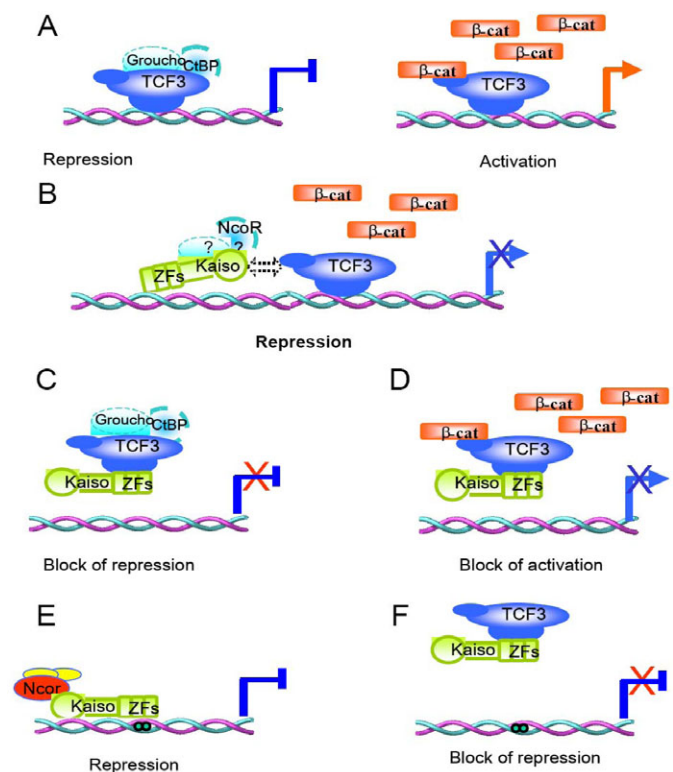 A
Groucho
CtBP
TCF3
Repression
β-cat
β-cat
β-cat
β-cat
TCF3
Activation
B
NcoR
?
?
ZFs
Kaiso
TCF3
β-cat
β-cat
β-cat
Repression
C
Groucho
CtBP
TCF3
Kaiso
ZFs
Block of repression
D
β-cat
β-cat
β-cat
β-cat
TCF3
Kaiso
ZFs
Block of activation
E
Ncor
Kaiso
ZFs
Repression
F
TCF3
Kaiso
ZFs
Block of repression